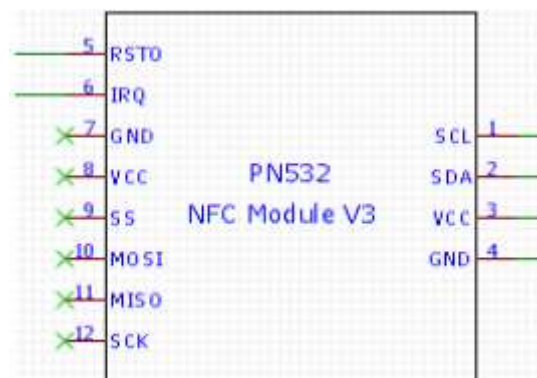 5 RSTO
6 IRQ
7 GND
8 VCC
9 SS
10 MOSI
11 MISO
12 SCK
PN532
NFC Module V3
SCL 1
SDA 2
VCC 3
GND 4